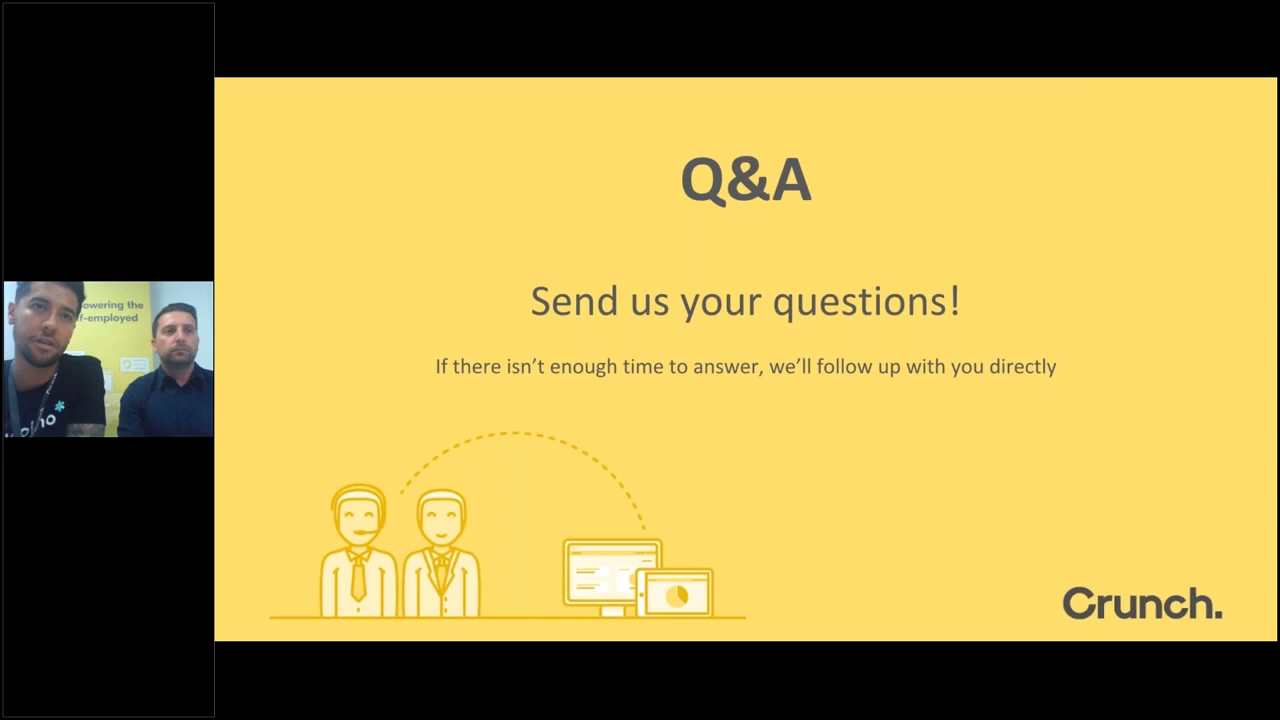 Q&A
Send us your questions!
If there isn’t enough time to answer, we’ll follow up with you directly
owering the
f-employed
Crunch.